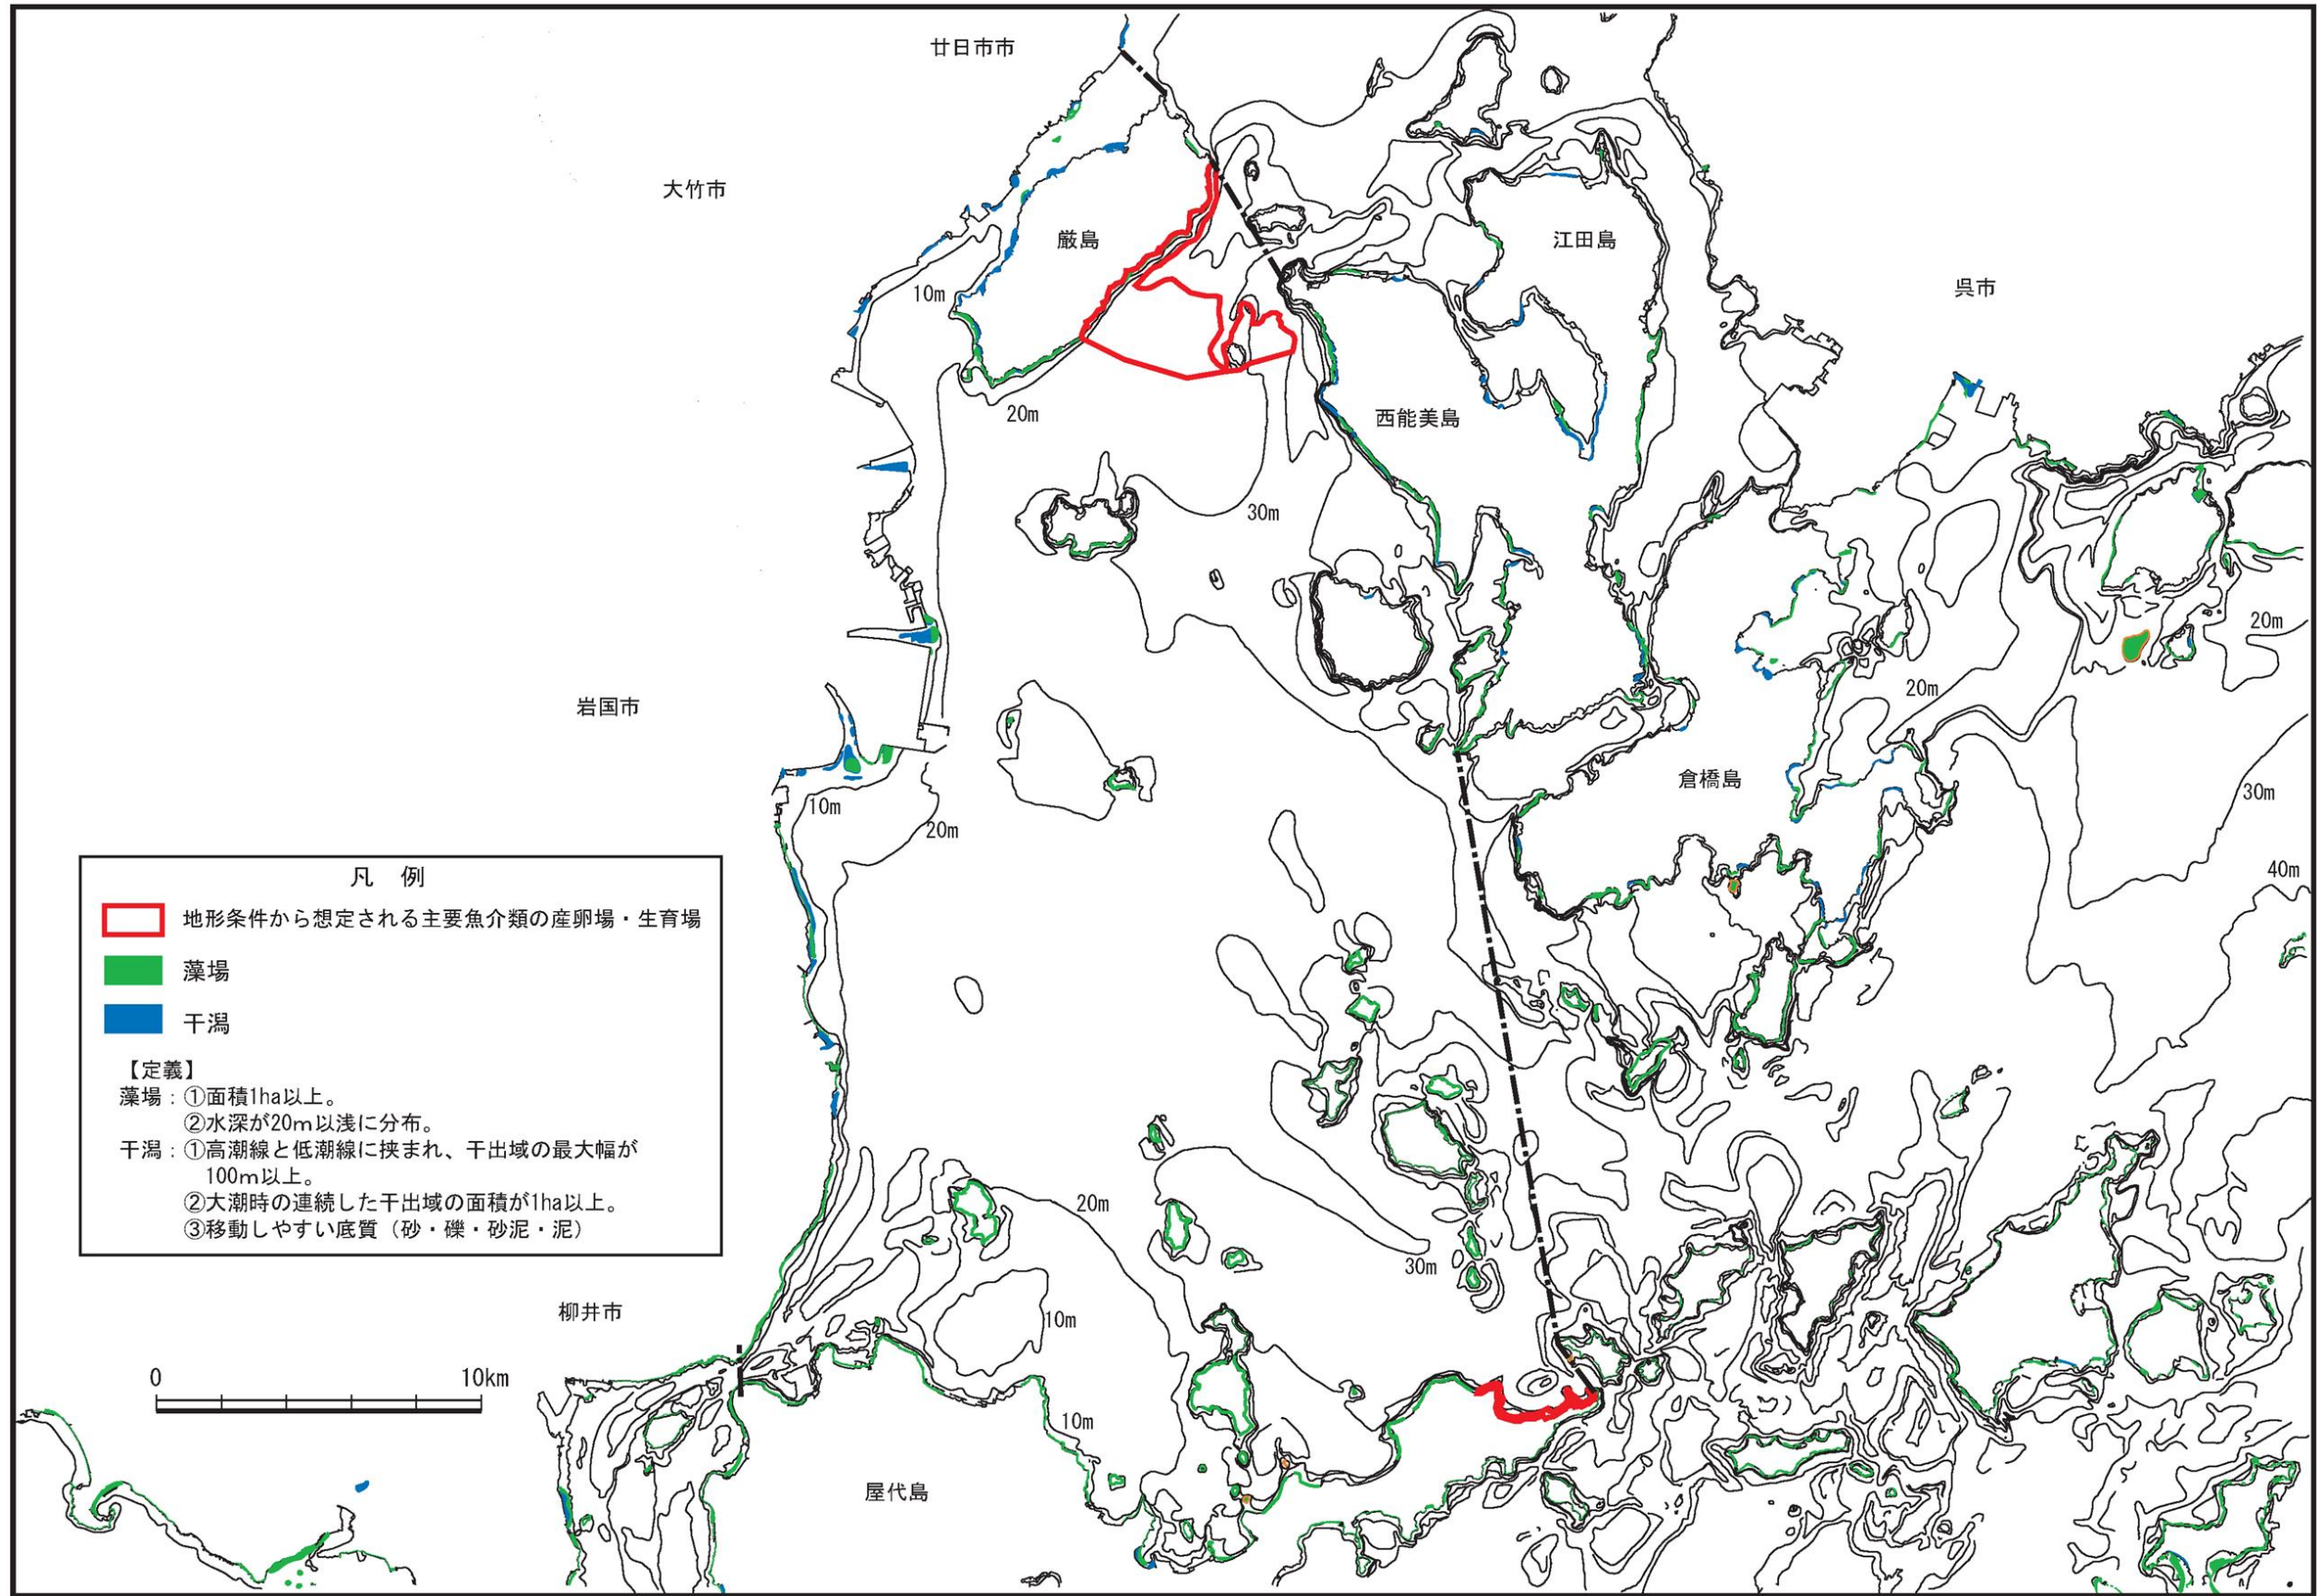 廿日市市
大竹市
厳島
江田島
10m
呉市
20m
西能美島
30m
20m
20m
岩国市
倉橋島
10m
20m
30m
40m
凡 例
地形条件から想定される主要魚介類の産卵場・生育場
藻場
干潟
【定義】
藻場：①面積1ha以上。
②水深が20m以浅に分布。
干潟：①高潮線と低潮線に挟まれ、干出域の最大幅が
100m以上。
②大潮時の連続した干出域の面積が1ha以上。
③移動しやすい底質（砂・礫・砂泥・泥）
20m
30m
柳井市
10m
0 10km
10m
屋代島